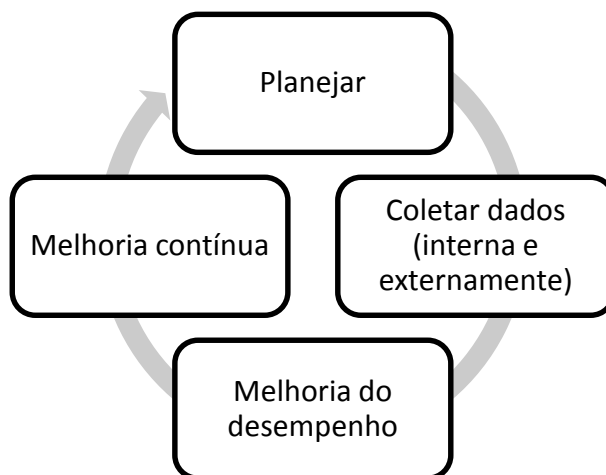 Planejar
Coletar dados
(interna e
externamente)
Melhoria do
desempenho
Melhoria contínua